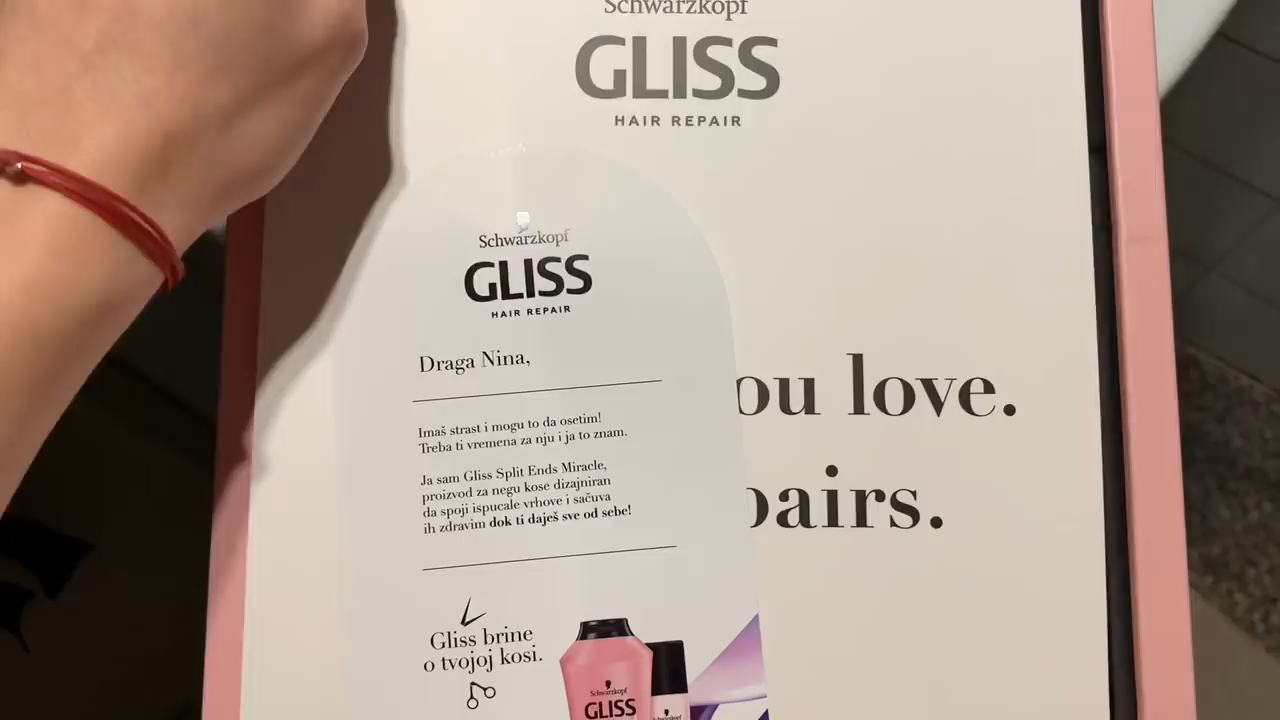 Schwarzkopf
GLISS
HAIR REPAIR
Schwarzkopf
GLISS
HAIR REPAIR
Draga Nina,
Imaš strast i mogu to da osetim!
Treba ti vremena za nju i ja to znam.
Ja sam Gliss Split Ends Miracle,
proizvod za negu kose dizajniran
da spoji ispucale vrhove i sačuva
ih zdravim dok ti daješ sve od sebe!
ou love.
pairs.
Gliss brine
o tvojoj kosi.
Schwarzkopf
GLISS
Schwarzkopf